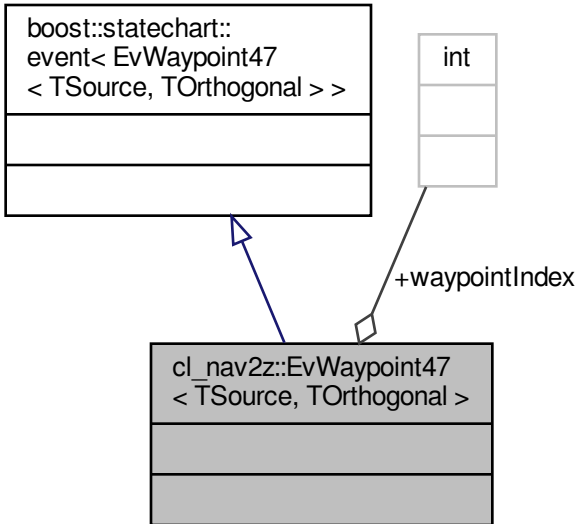 boost::statechart::
event< EvWaypoint47
< TSource, TOrthogonal > >
int
+waypointIndex
cl_nav2z::EvWaypoint47
< TSource, TOrthogonal >